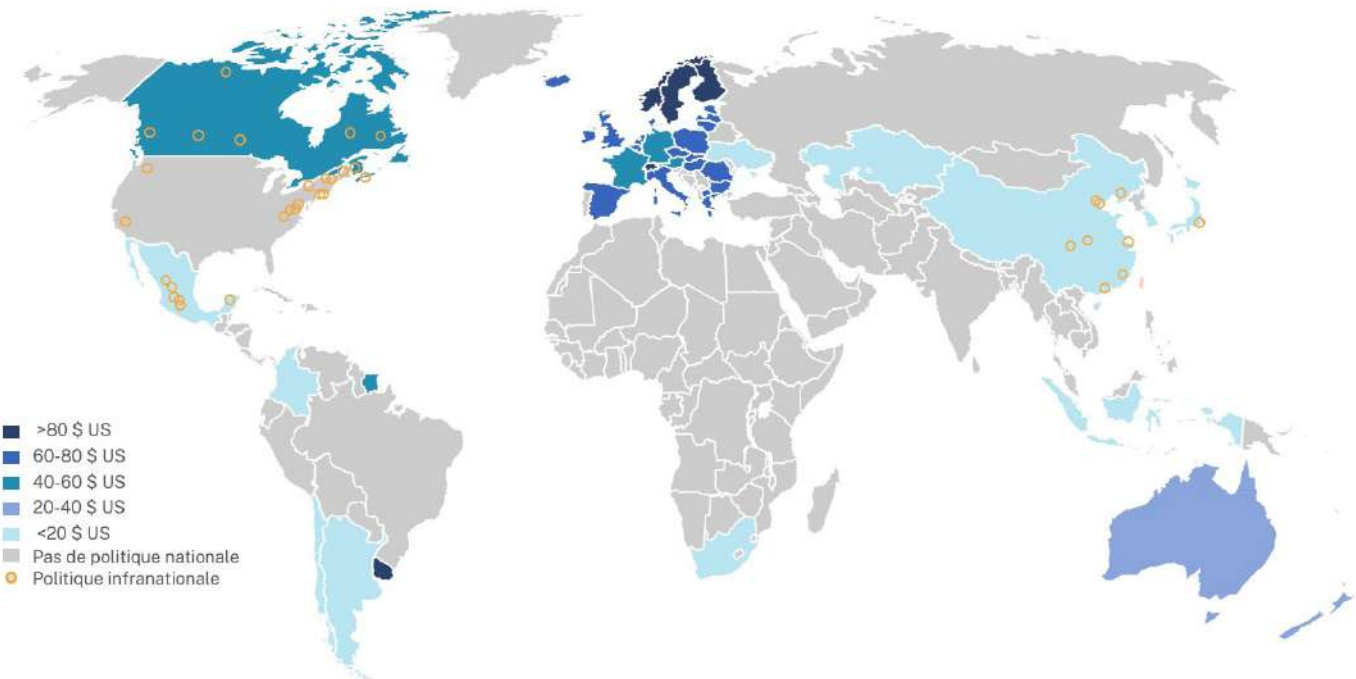 >80 $ US
60-80 $ US
40-60 $ US
20-40 $ US
<20 $ US
Pas de politique nationale
Politique infranationale